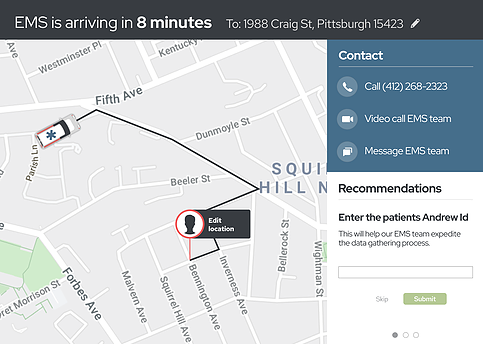 EMS is arriving in 8 minutes To: 1988 Craig St, Pittsburgh 15423
Contact
Call (412) 268-2323
Video call EMS team
Message EMS team
Recommendations
Enter the patients Andrew Id
This will help our EMS team expedite
the data gathering process.
Skip Submit
Westminster Pl
Kentucky
Fifth Ave
Dunmoyle St
Parish Ln
Beeler St
SQUI
HILL N
Edit
location
Forbes Ave
Malvern Ave
Squirrel Hill Ave
Bennington Ave
Inverness Ave
Bellerock St
Wightman St
oret Morrison St